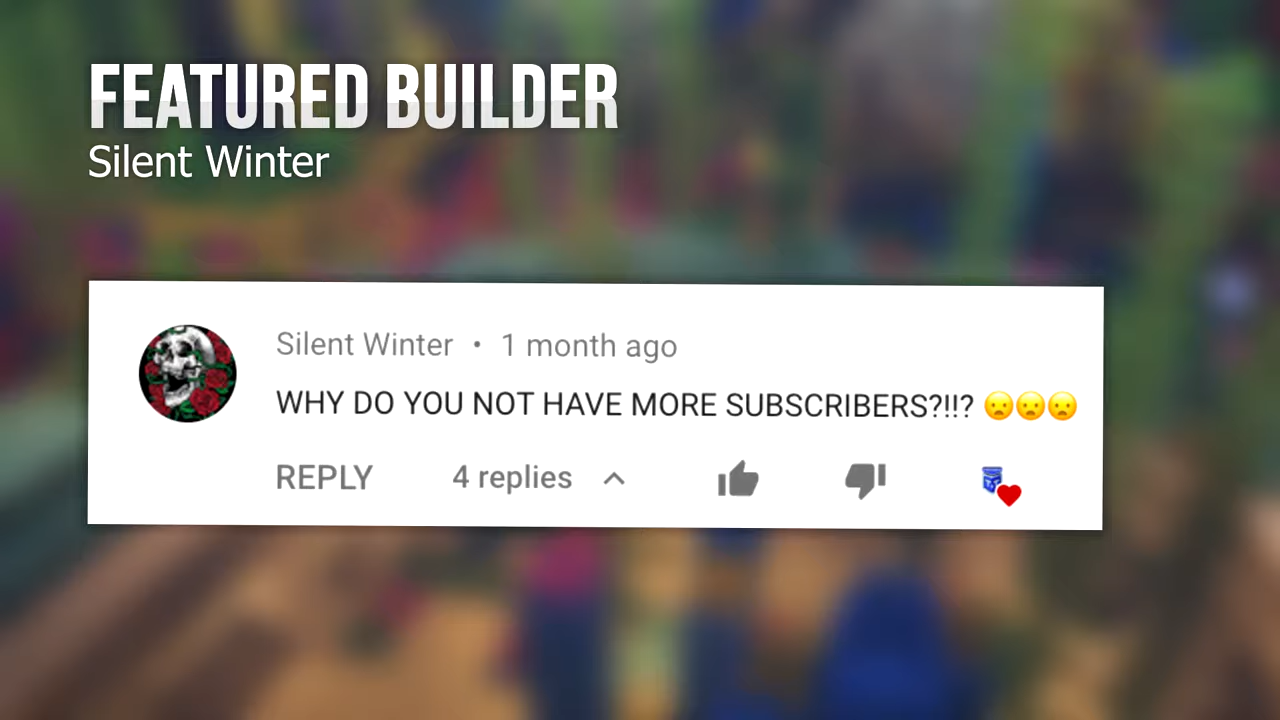 FEATURED BUILDER
Silent Winter
Silent Winter • 1 month ago
WHY DO YOU NOT HAVE MORE SUBSCRIBERS?!!? 😦😦😦
REPLY 4 replies